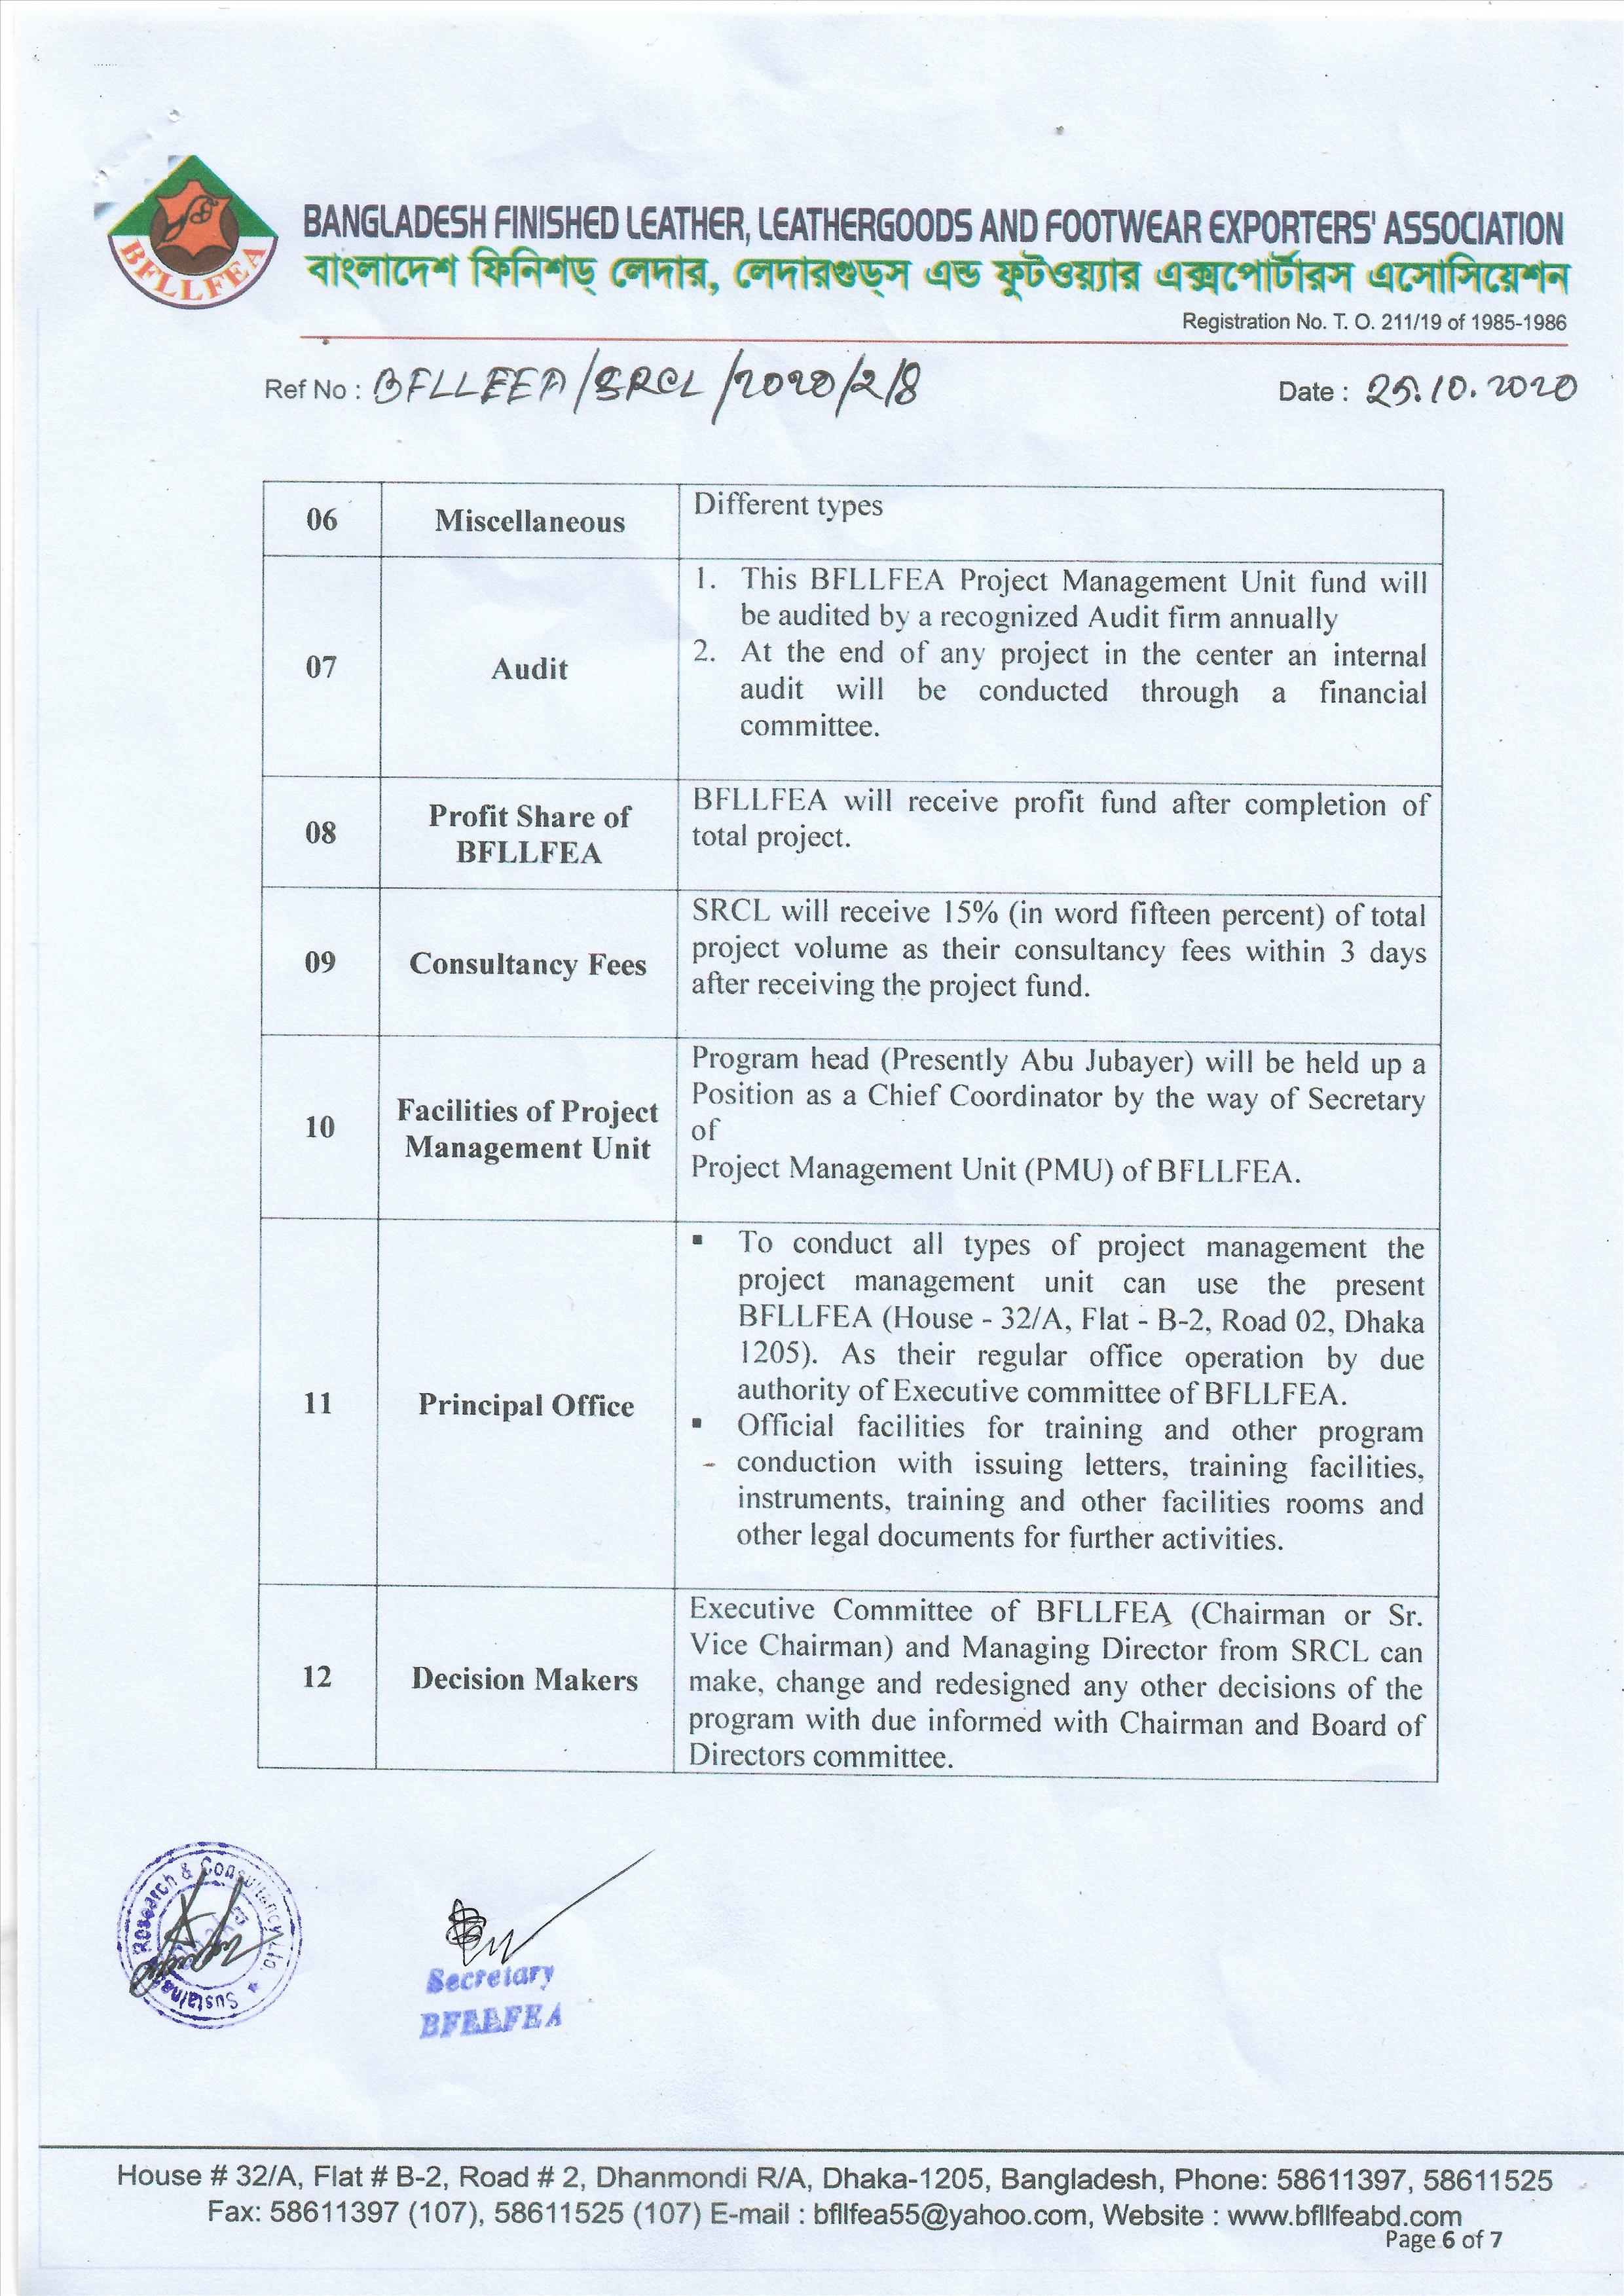 BFLLFEA
BANGLADESH FINISHED LEATHER, LEATHERGOODS AND FOOTWEAR EXPORTERS' ASSOCIATION
বাংলাদেশ ফিনিশড্ লেদার, লেদারগুড্স এন্ড ফুটওয়্যার এক্সপোর্টারস এসোসিয়েশন
Registration No. T. O. 211/19 of 1985-1986
Ref No : BFLLFEA/SRCL/2020/2/8
Date : 25.10.2020
06
Miscellaneous
Different types
07
Audit
1. This BFLLFEA Project Management Unit fund will
be audited by a recognized Audit firm annually
2. At the end of any project in the center an internal
audit will be conducted through a financial
committee.
08
Profit Share of
BFLLFEA
BFLLFEA will receive profit fund after completion of
total project.
09
Consultancy Fees
SRCL will receive 15% (in word fifteen percent) of total
project volume as their consultancy fees within 3 days
after receiving the project fund.
10
Facilities of Project
Management Unit
Program head (Presently Abu Jubayer) will be held up a
Position as a Chief Coordinator by the way of Secretary
of
Project Management Unit (PMU) of BFLLFEA.
11
Principal Office
▪ To conduct all types of project management the
project management unit can use the present
BFLLFEA (House - 32/A, Flat - B-2, Road 02, Dhaka
1205). As their regular office operation by due
authority of Executive committee of BFLLFEA.
▪ Official facilities for training and other program
conduction with issuing letters, training facilities,
instruments, training and other facilities rooms and
other legal documents for further activities.
12
Decision Makers
Executive Committee of BFLLFEA (Chairman or Sr.
Vice Chairman) and Managing Director from SRCL can
make, change and redesigned any other decisions of the
program with due informed with Chairman and Board of
Directors committee.
Research & Consultancy Ltd.
Secretary
BFLLFEA
House # 32/A, Flat # B-2, Road # 2, Dhanmondi R/A, Dhaka-1205, Bangladesh, Phone: 58611397, 58611525
Fax: 58611397 (107), 58611525 (107) E-mail : bfllfea55@yahoo.com, Website : www.bfllfeabd.com
Page 6 of 7